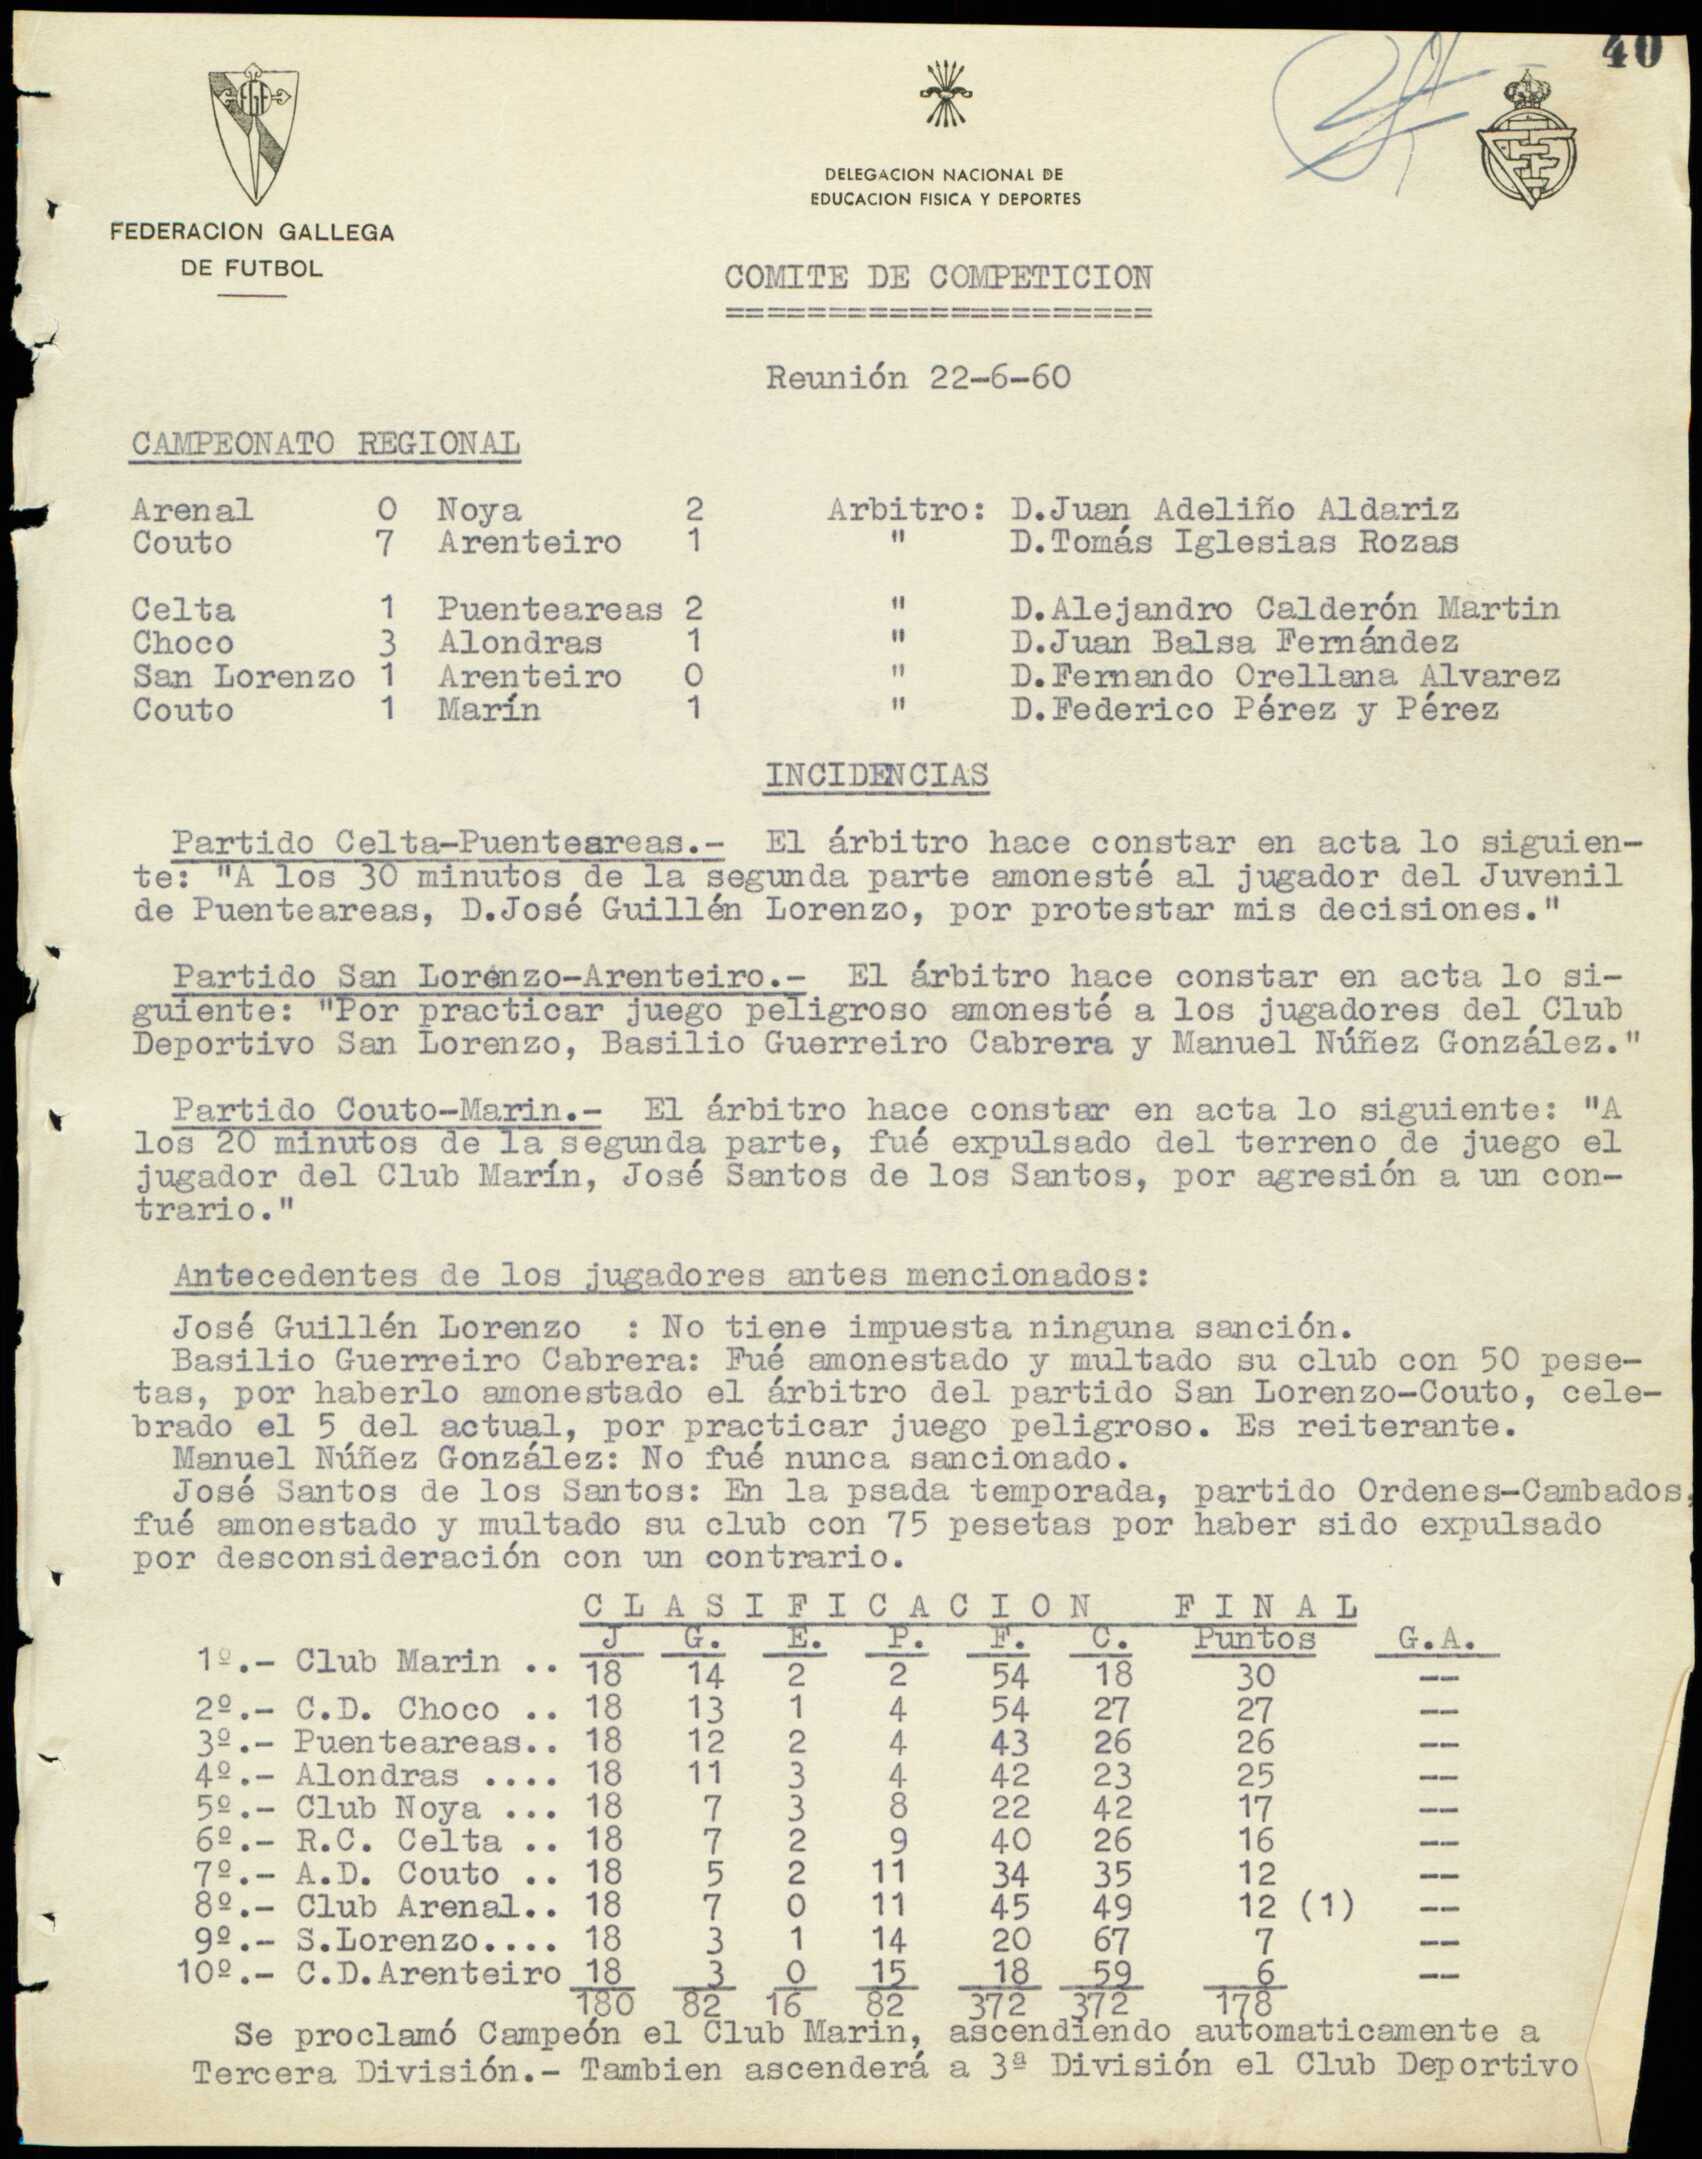 40
FGF
FEDERACION GALLEGA
DE FUTBOL
DELEGACION NACIONAL DE
EDUCACION FISICA Y DEPORTES
COMITE DE COMPETICION
=====================
Reunión 22-6-60
CAMPEONATO REGIONAL
Arenal 0 Noya 2 Arbitro: D.Juan Adeliño Aldariz
Couto 7 Arenteiro 1 " D.Tomás Iglesias Rozas
Celta 1 Puenteareas 2 " D.Alejandro Calderón Martin
Choco 3 Alondras 1 " D.Juan Balsa Fernández
San Lorenzo 1 Arenteiro 0 " D.Fernando Orellana Alvarez
Couto 1 Marín 1 " D.Federico Pérez y Pérez
INCIDENCIAS
Partido Celta-Puenteareas.- El árbitro hace constar en acta lo siguien-
te: "A los 30 minutos de la segunda parte amonesté al jugador del Juvenil
de Puenteareas, D.José Guillén Lorenzo, por protestar mis decisiones."
Partido San Lorenzo-Arenteiro.- El árbitro hace constar en acta lo si-
guiente: "Por practicar juego peligroso amonesté a los jugadores del Club
Deportivo San Lorenzo, Basilio Guerreiro Cabrera y Manuel Núñez González."
Partido Couto-Marin.- El árbitro hace constar en acta lo siguiente: "A
los 20 minutos de la segunda parte, fué expulsado del terreno de juego el
jugador del Club Marín, José Santos de los Santos, por agresión a un con-
trario."
Antecedentes de los jugadores antes mencionados:
José Guillén Lorenzo : No tiene impuesta ninguna sanción.
Basilio Guerreiro Cabrera: Fué amonestado y multado su club con 50 pese-
tas, por haberlo amonestado el árbitro del partido San Lorenzo-Couto, cele-
brado el 5 del actual, por practicar juego peligroso. Es reiterante.
Manuel Núñez González: No fué nunca sancionado.
José Santos de los Santos: En la psada temporada, partido Ordenes-Cambados,
fué amonestado y multado su club con 75 pesetas por haber sido expulsado
por desconsideración con un contrario.
C L A S I F I C A C I O N F I N A L
J G. E. P. F. C. Puntos G.A.
1º.- Club Marin .. 18 14 2 2 54 18 30 --
2º.- C.D. Choco .. 18 13 1 4 54 27 27 --
3º.- Puenteareas.. 18 12 2 4 43 26 26 --
4º.- Alondras .... 18 11 3 4 42 23 25 --
5º.- Club Noya ... 18 7 3 8 22 42 17 --
6º.- R.C. Celta .. 18 7 2 9 40 26 16 --
7º.- A.D. Couto .. 18 5 2 11 34 35 12 --
8º.- Club Arenal.. 18 7 0 11 45 49 12 (1) --
9º.- S.Lorenzo.... 18 3 1 14 20 67 7 --
10º.- C.D.Arenteiro 18 3 0 15 18 59 6 --
180 82 16 82 372 372 178
Se proclamó Campeón el Club Marin, ascendiendo automaticamente a
Tercera División.- Tambien ascenderá a 3ª División el Club Deportivo